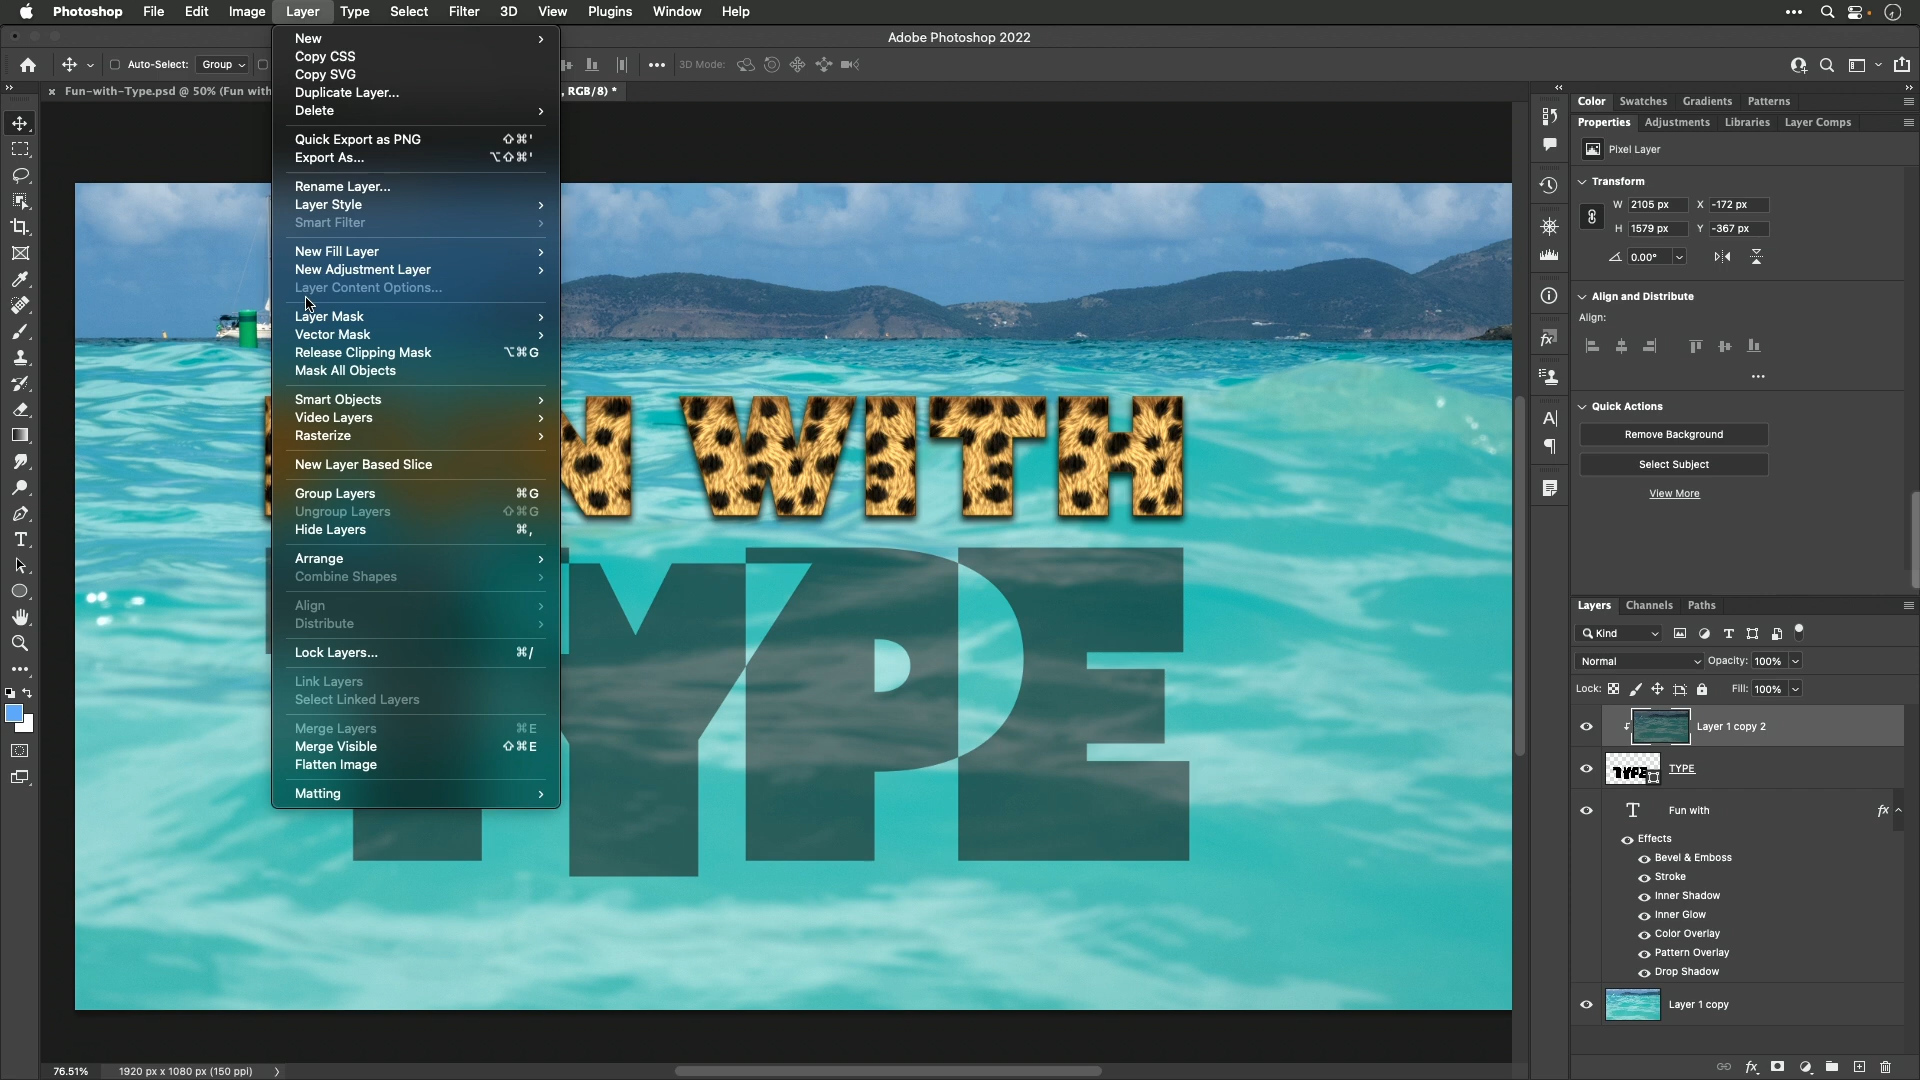 Photoshop File Edit Image Layer Type Select Filter 3D View Plugins Window Help
Adobe Photoshop 2022
Auto-Select: Group
3D Mode:
Fun-with-Type.psd @ 50% (Fun with
, RGB/8) *
New
Copy CSS
Copy SVG
Duplicate Layer...
Delete
Quick Export as PNG ⇧⌘'
Export As... ⌥⇧⌘'
Rename Layer...
Layer Style
Smart Filter
New Fill Layer
New Adjustment Layer
Layer Content Options...
Layer Mask
Vector Mask
Release Clipping Mask ⌥⌘G
Mask All Objects
Smart Objects
Video Layers
Rasterize
New Layer Based Slice
Group Layers ⌘G
Ungroup Layers ⇧⌘G
Hide Layers ⌘,
Arrange
Combine Shapes
Align
Distribute
Lock Layers... ⌘/
Link Layers
Select Linked Layers
Merge Layers ⌘E
Merge Visible ⇧⌘E
Flatten Image
Matting
N WITH
TYPE
76.51% 1920 px x 1080 px (150 ppi)
Color Swatches Gradients Patterns
Properties Adjustments Libraries Layer Comps
Pixel Layer
Transform
W 2105 px X -172 px
H 1579 px Y -367 px
0.00°
Align and Distribute
Align:
Quick Actions
Remove Background
Select Subject
View More
Layers Channels Paths
Kind
Normal Opacity: 100%
Lock: Fill: 100%
Layer 1 copy 2
TYPE TYPE
T Fun with fx
Effects
Bevel & Emboss
Stroke
Inner Shadow
Inner Glow
Color Overlay
Pattern Overlay
Drop Shadow
Layer 1 copy
fx